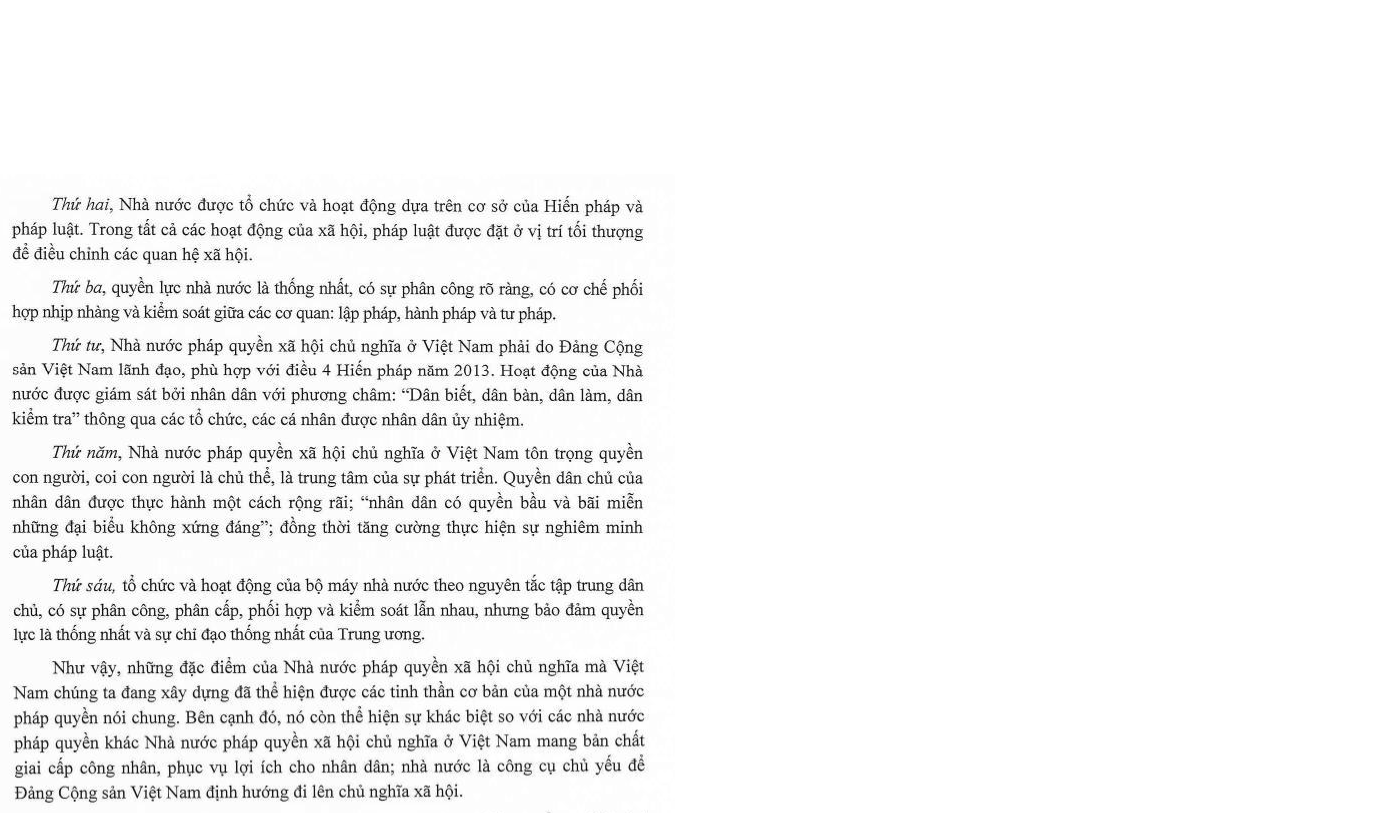 Thứ hai, Nhà nước được tổ chức và hoạt động dựa trên cơ sở của Hiến pháp và
pháp luật. Trong tất cả các hoạt động của xã hội, pháp luật được đặt ở vị trí tối thượng
để điều chỉnh các quan hệ xã hội.
Thứ ba, quyền lực nhà nước là thống nhất, có sự phân công rõ ràng, có cơ chế phối
hợp nhịp nhàng và kiểm soát giữa các cơ quan: lập pháp, hành pháp và tư pháp.
Thứ tư, Nhà nước pháp quyền xã hội chủ nghĩa ở Việt Nam phải do Đảng Cộng
sản Việt Nam lãnh đạo, phù hợp với điều 4 Hiến pháp năm 2013. Hoạt động của Nhà
nước được giám sát bởi nhân dân với phương châm: “Dân biết, dân bàn, dân làm, dân
kiểm tra” thông qua các tổ chức, các cá nhân được nhân dân ủy nhiệm.
Thứ năm, Nhà nước pháp quyền xã hội chủ nghĩa ở Việt Nam tôn trọng quyền
con người, coi con người là chủ thể, là trung tâm của sự phát triển. Quyền dân chủ của
nhân dân được thực hành một cách rộng rãi; “nhân dân có quyền bầu và bãi miễn
những đại biểu không xứng đáng”; đồng thời tăng cường thực hiện sự nghiêm minh
của pháp luật.
Thứ sáu, tổ chức và hoạt động của bộ máy nhà nước theo nguyên tắc tập trung dân
chủ, có sự phân công, phân cấp, phối hợp và kiểm soát lẫn nhau, nhưng bảo đảm quyền
lực là thống nhất và sự chỉ đạo thống nhất của Trung ương.
Như vậy, những đặc điểm của Nhà nước pháp quyền xã hội chủ nghĩa mà Việt
Nam chúng ta đang xây dựng đã thể hiện được các tinh thần cơ bản của một nhà nước
pháp quyền nói chung. Bên cạnh đó, nó còn thể hiện sự khác biệt so với các nhà nước
pháp quyền khác Nhà nước pháp quyền xã hội chủ nghĩa ở Việt Nam mang bản chất
giai cấp công nhân, phục vụ lợi ích cho nhân dân; nhà nước là công cụ chủ yếu để
Đảng Cộng sản Việt Nam định hướng đi lên chủ nghĩa xã hội.